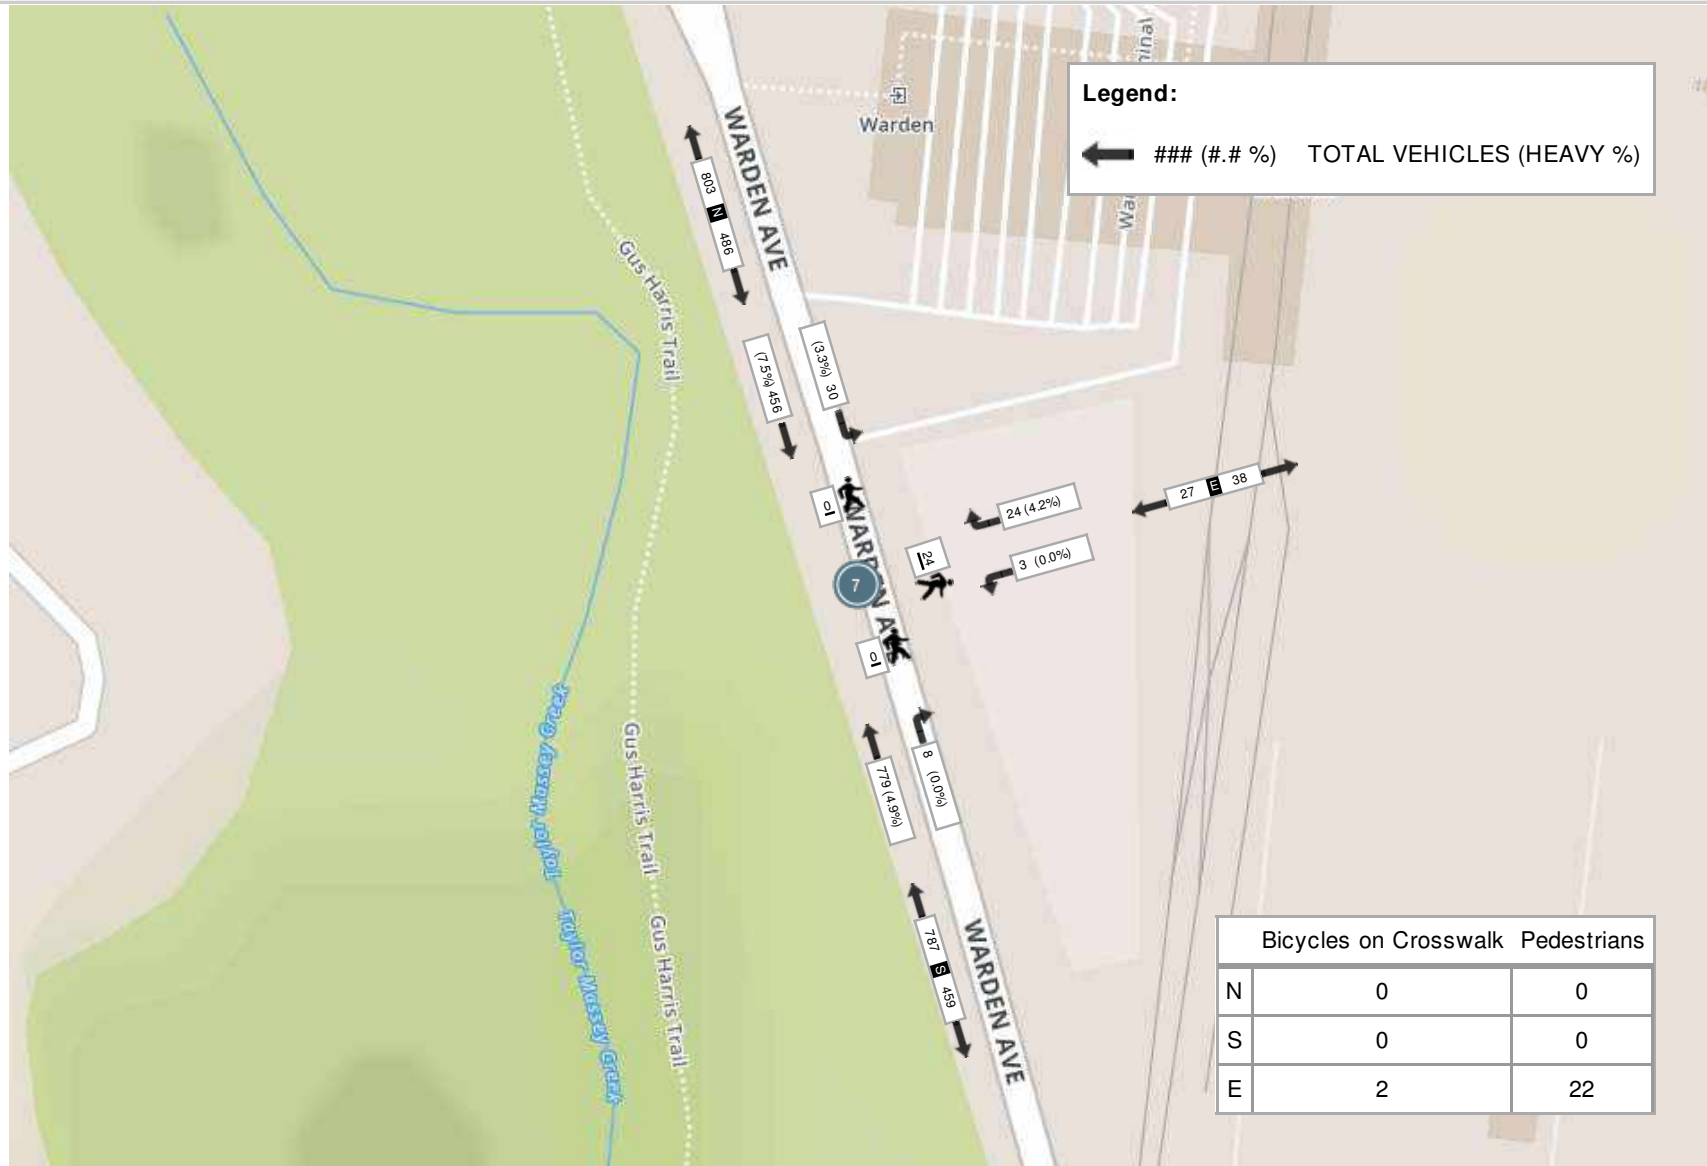 Legend:
### (#.# %) TOTAL VEHICLES (HEAVY %)
Warden
WARDEN AVE
803 N 486
Gus Harris Trail
(7.5%) 456
(3.3%) 30
27 E 38
24 (4.2%)
3 (0.0%)
0
24
WARDEN AVE
7
0
8 (0.0%)
779 (4.9%)
Taylor Massey Creek
Gus Harris Trail
787 S 459
WARDEN AVE
Taylor Massey Creek
Gus Harris Trail
Bicycles on Crosswalk Pedestrians
N 0 0
S 0 0
E 2 22